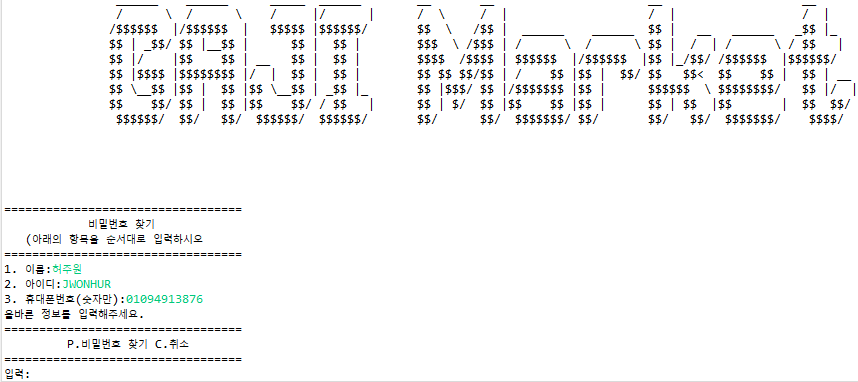 GAJI Market
==================================
비밀번호 찾기
(아래의 항목을 순서대로 입력하시오
==================================
1. 이름:허주원
2. 아이디:JWONHUR
3. 휴대폰번호(숫자만):01094913876
올바른 정보를 입력해주세요.
==================================
P.비밀번호 찾기 C.취소
==================================
입력: